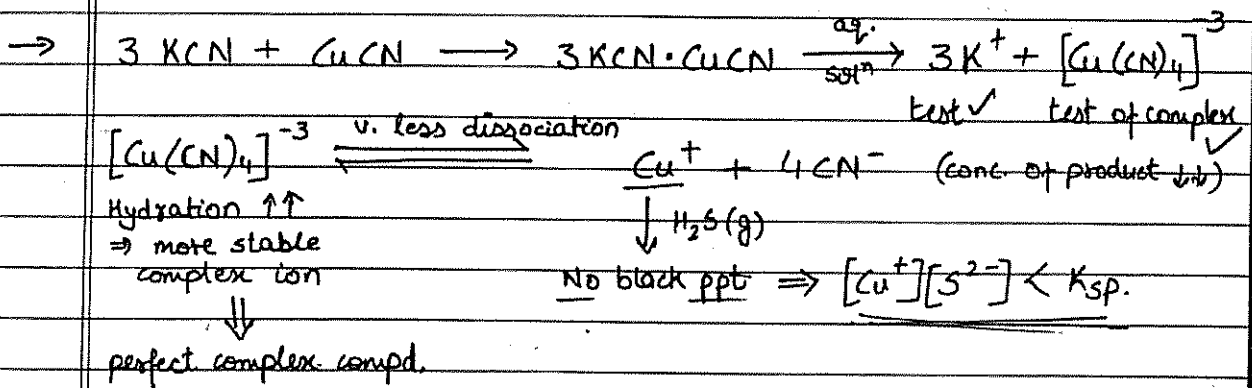 → 3 KCN + CuCN ⟶ 3KCN·CuCN —aq. solⁿ→ 3K⁺ + [Cu(CN)₄]⁻³
test✓ test of complex ✓
[Cu(CN)₄]⁻³ ⇌ v. less dissociation Cu⁺ + 4CN⁻ (conc. of product ↓↓)
Hydration ↑↑
⇒ more stable
complex ion
↓ H₂S(g)
No black ppt ⇒ [Cu⁺][S²⁻] < Ksp.
⇓
perfect complex compd.